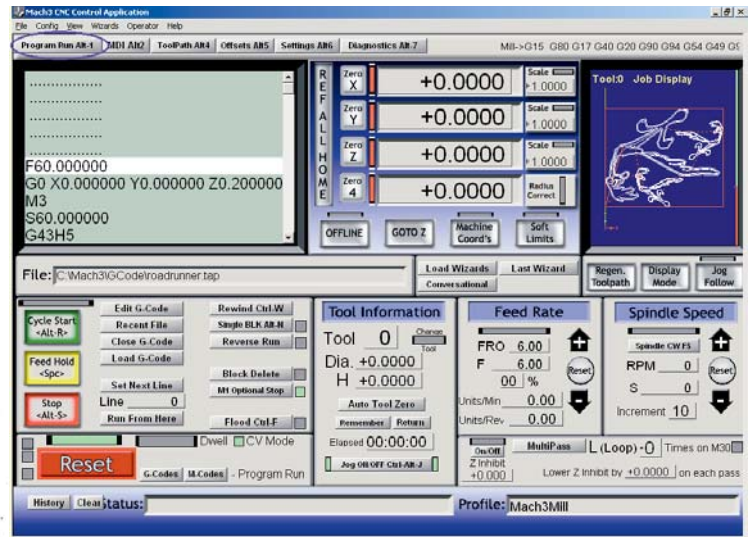 Mach3 CNC Control Application
File Config View Wizards Operator Help
Program Run Alt-1 MDI Alt2 ToolPath Alt4 Offsets Alt5 Settings Alt6 Diagnostics Alt-7 Mill->G15 G80 G17 G40 G20 G90 G94 G54 G49 G9
..................
..................
..................
..................
F60.000000
G0 X0.000000 Y0.000000 Z0.200000
M3
S60.000000
G43H5
REF ALL HOME
Zero X +0.0000 Scale +1.0000
Zero Y +0.0000 Scale +1.0000
Zero Z +0.0000 Scale +1.0000
Zero 4 +0.0000 Radius Correct
OFFLINE GOTO Z Machine Coord's Soft Limits
Tool:0 Job Display
File: C:\Mach3\GCode\roadrunner.tap
Load Wizards Last Wizard
Conversational
Regen. Toolpath Display Mode Jog Follow
Cycle Start <Alt-R>
Feed Hold <Spc>
Stop <Alt-S>
Edit G-Code Rewind Ctrl-W
Recent File Single BLK Alt-N
Close G-Code Reverse Run
Load G-Code
Block Delete
Set Next Line M1 Optional Stop
Line 0
Run From Here Flood Ctrl-F
Dwell CV Mode
Reset G-Codes M-Codes - Program Run
Tool Information
Tool 0 Change Tool
Dia. +0.0000
H +0.0000
Auto Tool Zero
Remember Return
Elapsed 00:00:00
Jog ON/OFF Ctrl-Alt-J
Feed Rate
FRO 6.00
F 6.00 Reset
00 %
Units/Min 0.00
Units/Rev 0.00
Spindle Speed
Spindle CW F5
RPM 0 Reset
S 0
Increment 10
On/Off MultiPass L (Loop) -0 Times on M30
Z Inhibit
+0.000 Lower Z Inhibit by +0.0000 on each pass
History Clear Status: Profile: Mach3Mill